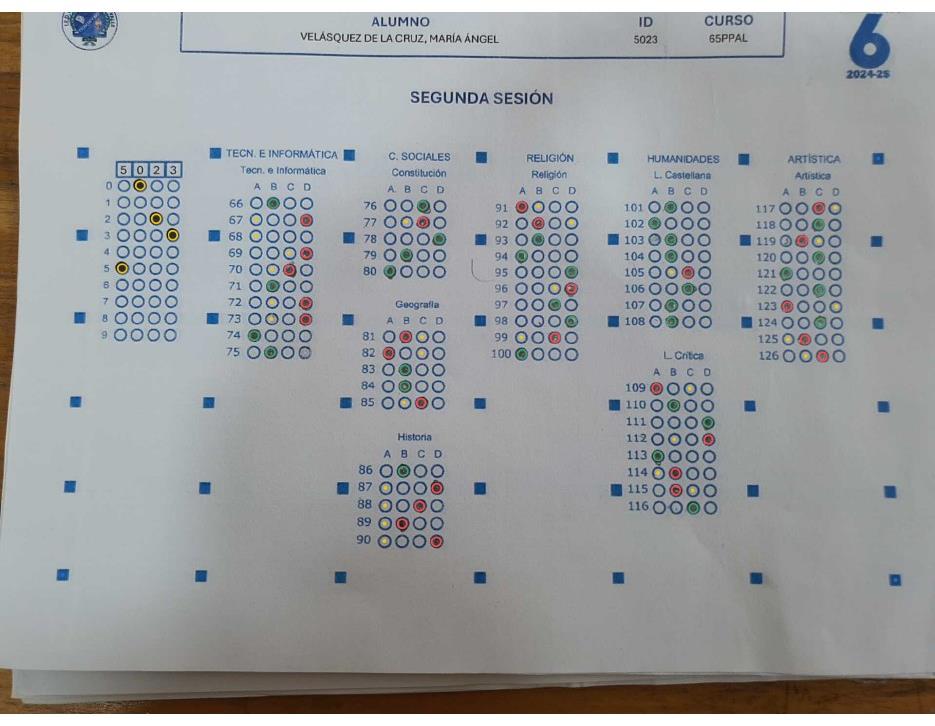 ALUMNO ID CURSO
VELÁSQUEZ DE LA CRUZ, MARÍA ÁNGEL 5023 65PPAL
6
2024-25
SEGUNDA SESIÓN
5 0 2 3
0
1
2
3
4
5
6
7
8
9
TECN. E INFORMÁTICA
Tecn. e Informática
A B C D
66
67
68
69
70
71
72
73
74
75
C. SOCIALES
Constitución
A B C D
76
77
78
79
80
Geografía
A B C D
81
82
83
84
85
Historia
A B C D
86
87
88
89
90
RELIGIÓN
Religión
A B C D
91
92
93
94
95
96
97
98
99
100
HUMANIDADES
L. Castellana
A B C D
101
102
103
104
105
106
107
108
L. Crítica
A B C D
109
110
111
112
113
114
115
116
ARTÍSTICA
Artística
A B C D
117
118
119
120
121
122
123
124
125
126